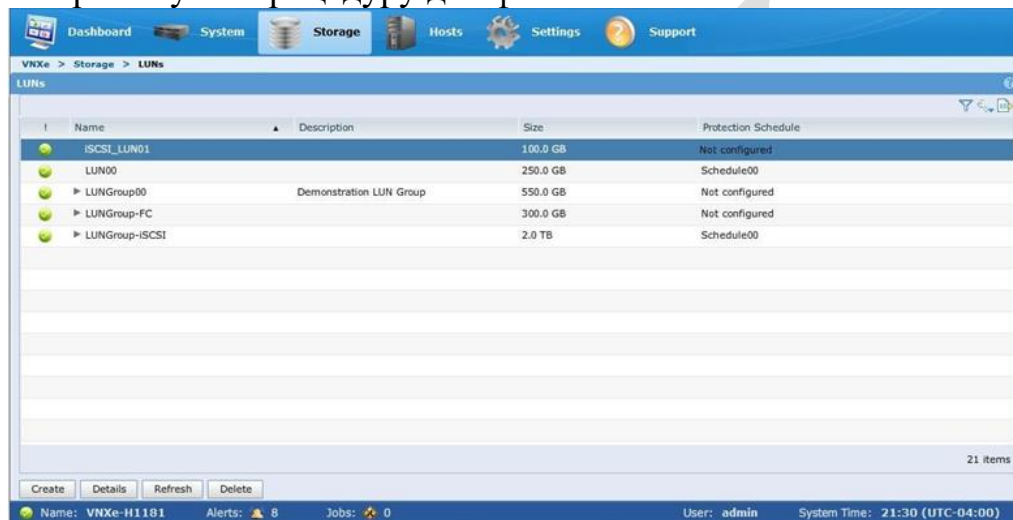 Dashboard System Storage Hosts Settings Support
VNXe > Storage > LUNs
LUNs
! Name Description Size Protection Schedule
iSCSI_LUN01 100.0 GB Not configured
LUN00 250.0 GB Schedule00
LUNGroup00 Demonstration LUN Group 550.0 GB Not configured
LUNGroup-FC 300.0 GB Not configured
LUNGroup-iSCSI 2.0 TB Schedule00
21 items
Create Details Refresh Delete
Name: VNXe-H1181 Alerts: 8 Jobs: 0 User: admin System Time: 21:30 (UTC-04:00)